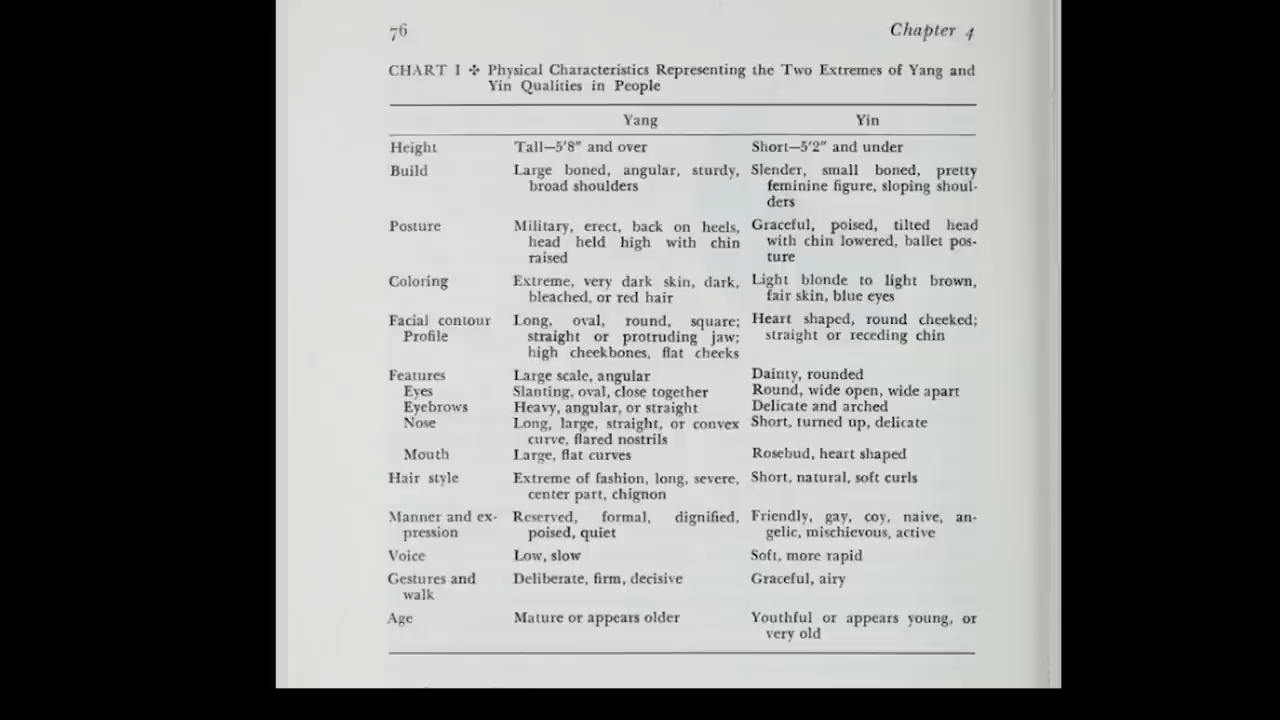 76 Chapter 4
CHART I ✣ Physical Characteristics Representing the Two Extremes of Yang and
Yin Qualities in People
Yang Yin
Height Tall—5'8" and over Short—5'2" and under
Build Large boned, angular, sturdy, Slender, small boned, pretty
broad shoulders feminine figure, sloping shoul-
ders
Posture Military, erect, back on heels, Graceful, poised, tilted head
head held high with chin with chin lowered, ballet pos-
raised ture
Coloring Extreme, very dark skin, dark, Light blonde to light brown,
bleached, or red hair fair skin, blue eyes
Facial contour Long, oval, round, square; Heart shaped, round cheeked;
Profile straight or protruding jaw; straight or receding chin
high cheekbones, flat cheeks
Features Large scale, angular Dainty, rounded
Eyes Slanting, oval, close together Round, wide open, wide apart
Eyebrows Heavy, angular, or straight Delicate and arched
Nose Long, large, straight, or convex Short, turned up, delicate
curve, flared nostrils
Mouth Large, flat curves Rosebud, heart shaped
Hair style Extreme of fashion, long, severe, Short, natural, soft curls
center part, chignon
Manner and ex- Reserved, formal, dignified, Friendly, gay, coy, naive, an-
pression poised, quiet gelic, mischievous, active
Voice Low, slow Soft, more rapid
Gestures and Deliberate, firm, decisive Graceful, airy
walk
Age Mature or appears older Youthful or appears young, or
very old